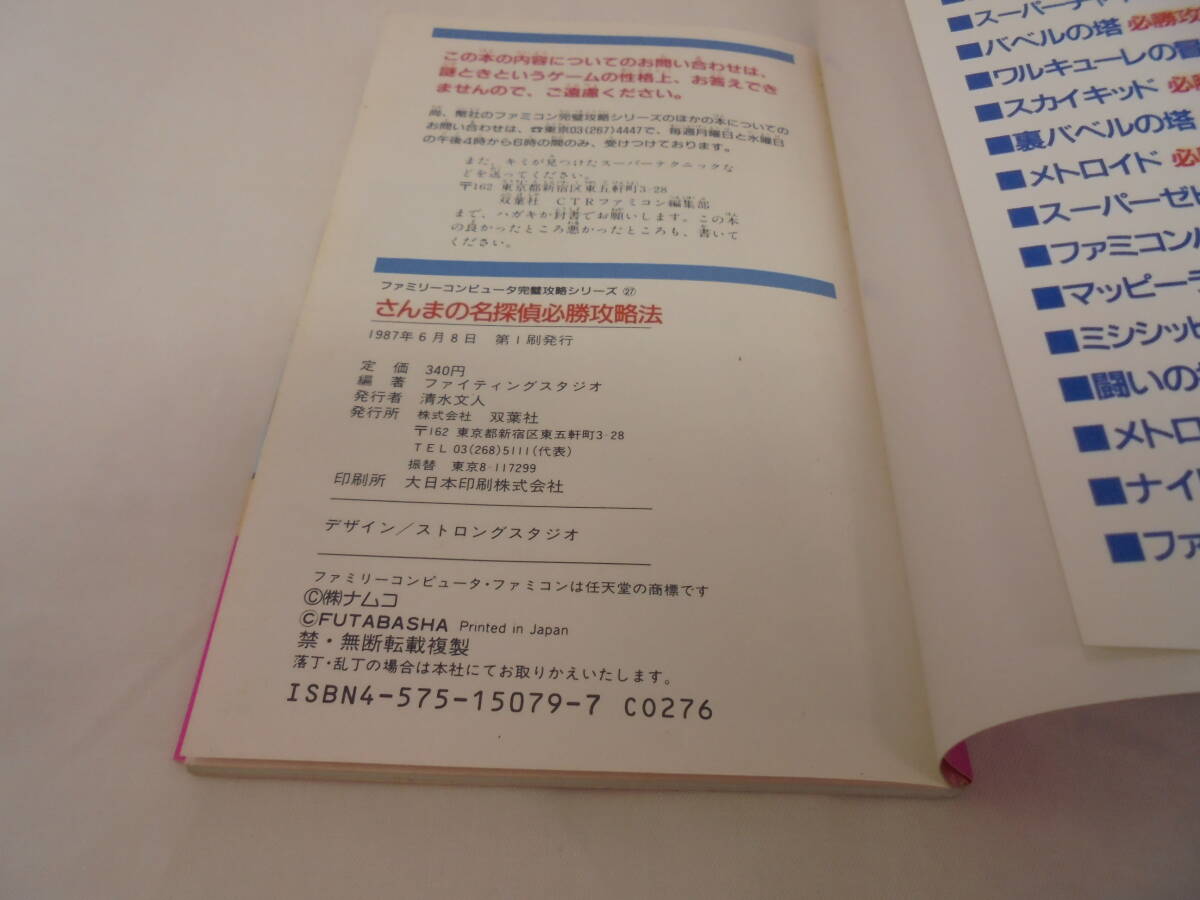 この本の内容についてのお問い合わせは、
謎ときというゲームの性格上、お答えでき
ませんので、ご遠慮ください。
尚、弊社のファミコン完璧攻略シリーズのほかの本についての
お問い合わせは、☎東京03(267)4447で、毎週月曜日と水曜日
の午後4時から6時の間のみ、受けつけております。
また、キミが見つけたスーパーテクニックな
どを送ってください。
〒162 東京都新宿区東五軒町3-28
双葉社 CTRファミコン編集部
まで、ハガキか封書でお願いします。この本
の良かったところ悪かったところも、書いて
ください。
ファミリーコンピュータ完璧攻略シリーズ ㉗
さんまの名探偵必勝攻略法
1987年6月8日 第1刷発行
定 価 340円
編 著 ファイティングスタジオ
発行者 清水文人
発行所 株式会社 双葉社
〒162 東京都新宿区東五軒町3-28
TEL 03(268)5111(代表)
振替 東京8-117299
印刷所 大日本印刷株式会社
デザイン/ストロングスタジオ
ファミリーコンピュータ・ファミコンは任天堂の商標です
©㈱ナムコ
©FUTABASHA Printed in Japan
禁・無断転載複製
落丁・乱丁の場合は本社にてお取りかえいたします。
ISBN4-575-15079-7 C0276
■スーパーチャ
■バベルの塔 必勝攻
■ワルキューレの冒
■スカイキッド 必
■裏バベルの塔
■メトロイド 必
■スーパーゼ
■ファミコン
■マッピー
■ミシシッ
■闘いの
■メトロ
■ナイ
■ファ